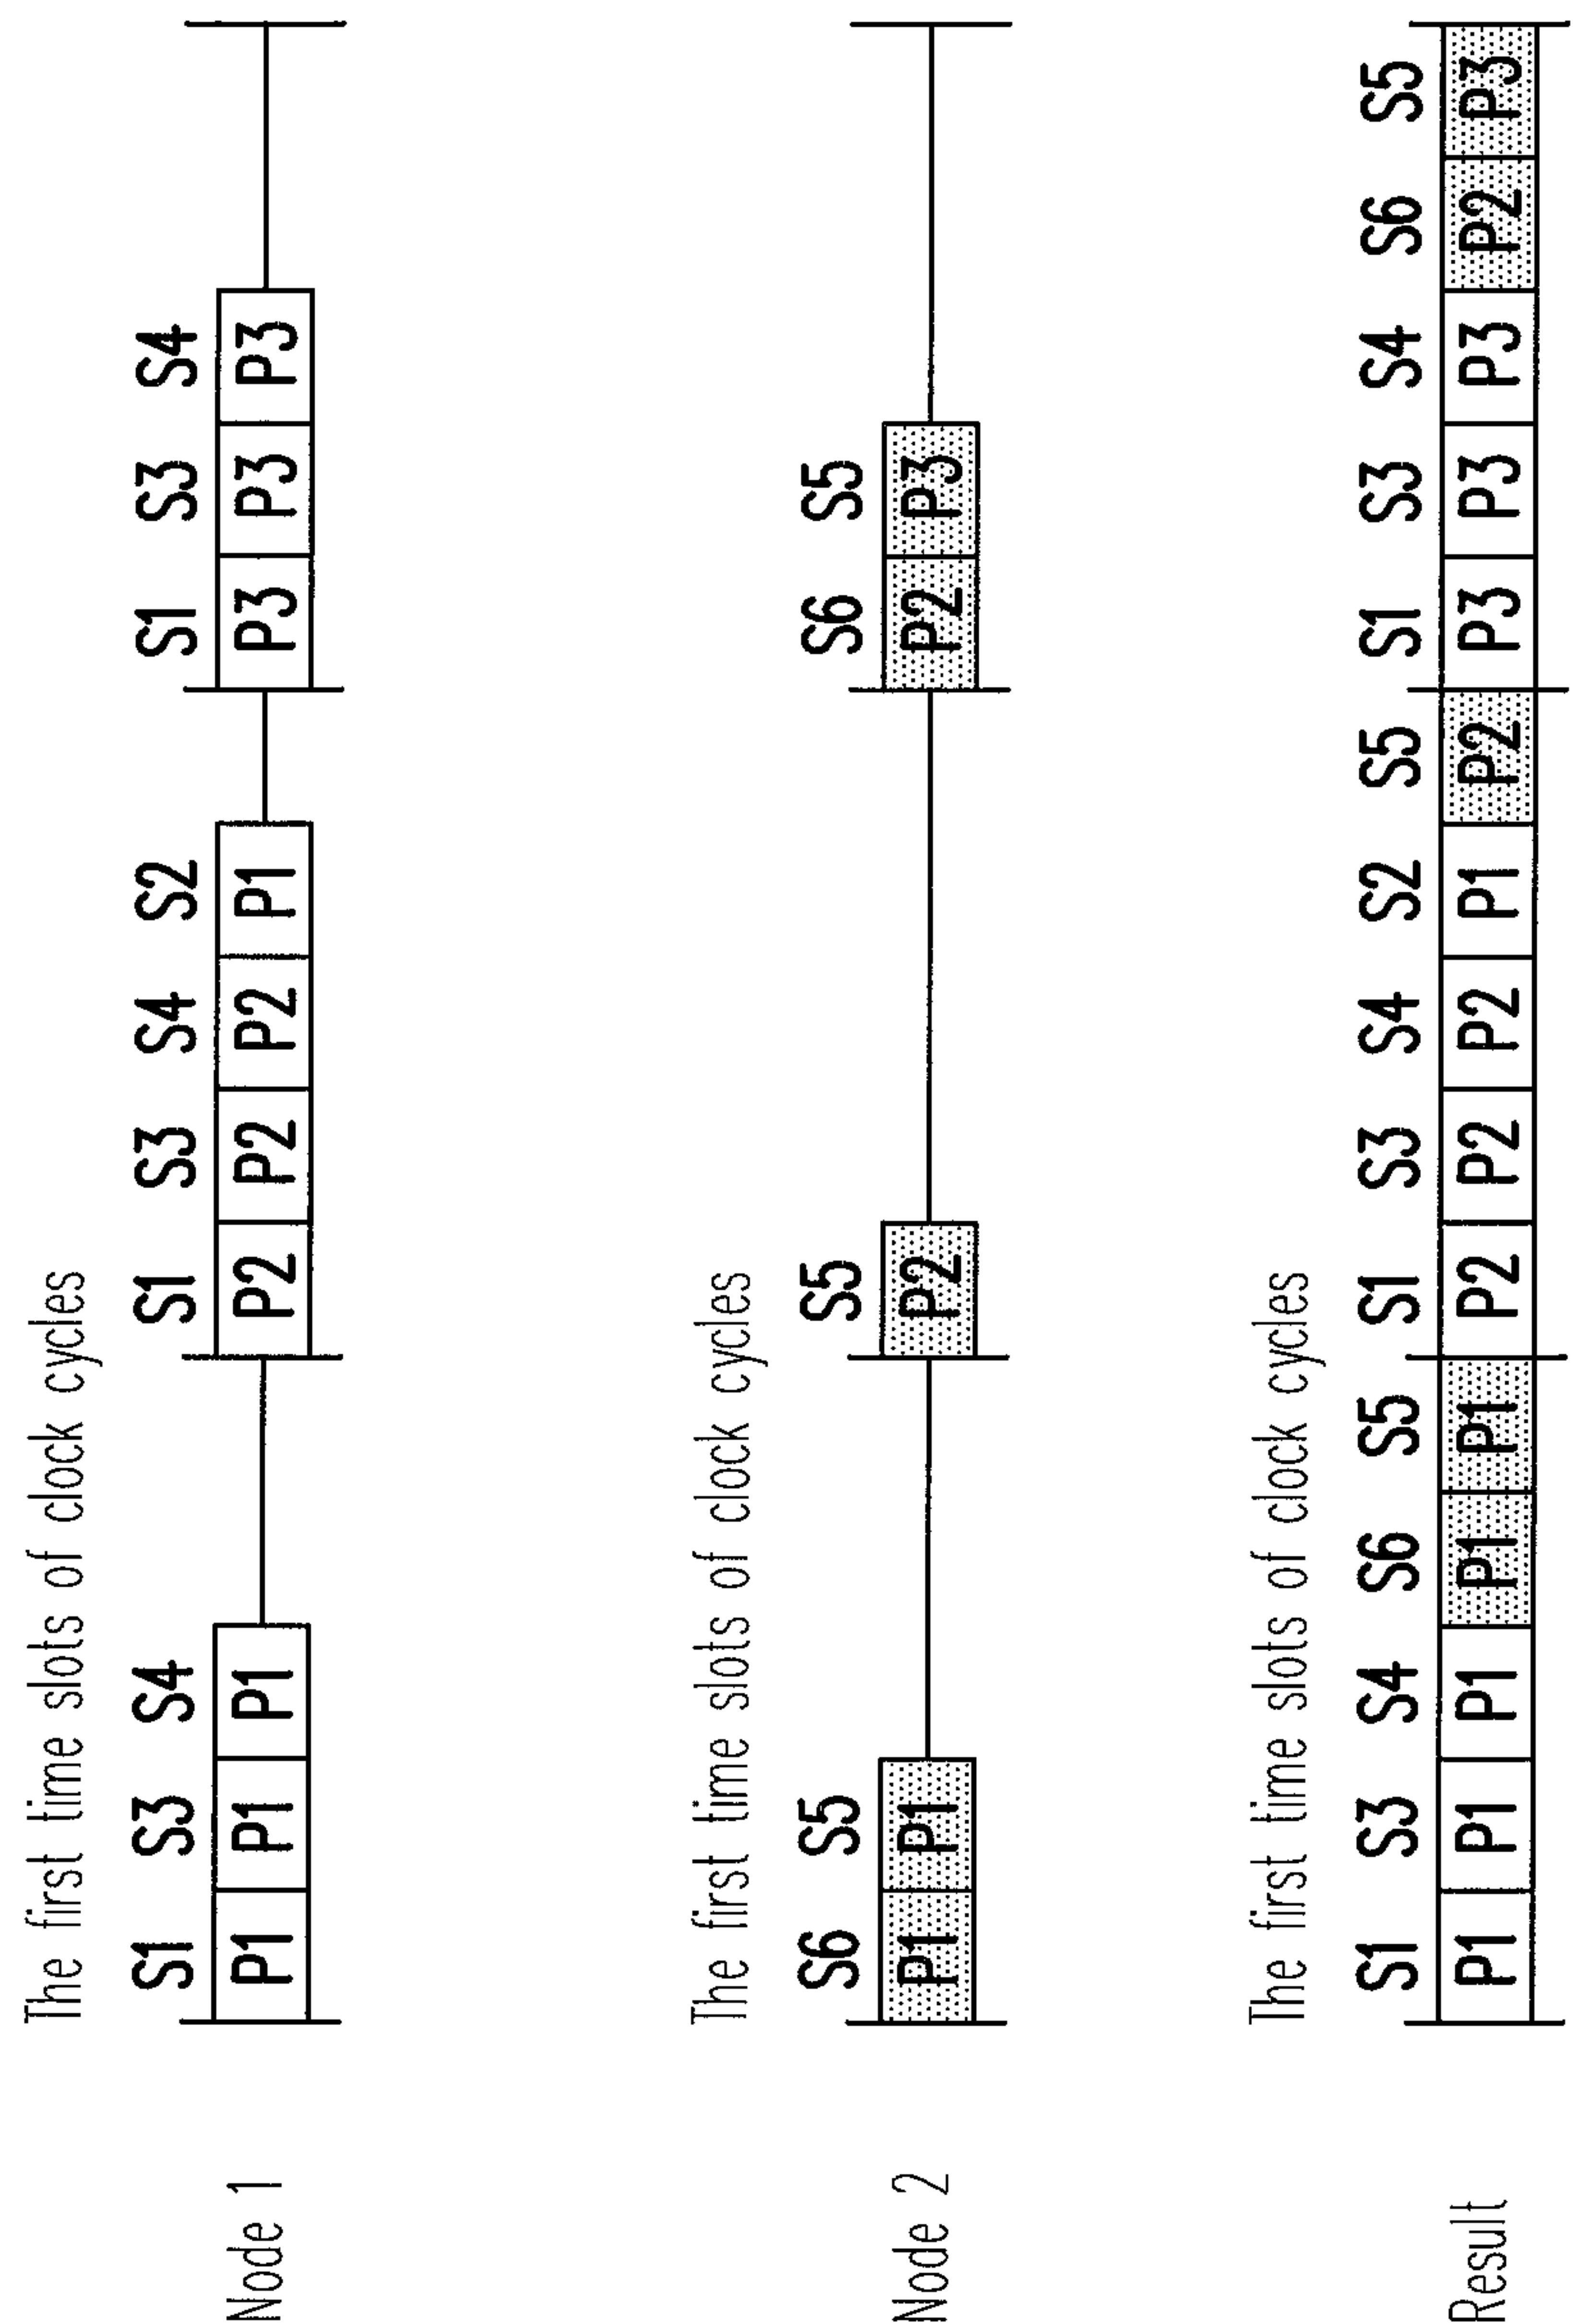 The first time slots of clock cycles
S1 S3 S4 S1 S3 S4 S2 S1 S3 S4
Node 1 P1 P1 P1 P2 P2 P2 P1 P3 P3 P3
The first time slots of clock cycles
S6 S5 S5 S6 S5
Node 2 P1 P1 P2 P2 P3
The first time slots of clock cycles
S1 S3 S4 S6 S5 S1 S3 S4 S2 S5 S1 S3 S4 S6 S5
Result P1 P1 P1 P1 P1 P2 P2 P2 P1 P2 P3 P3 P3 P2 P3